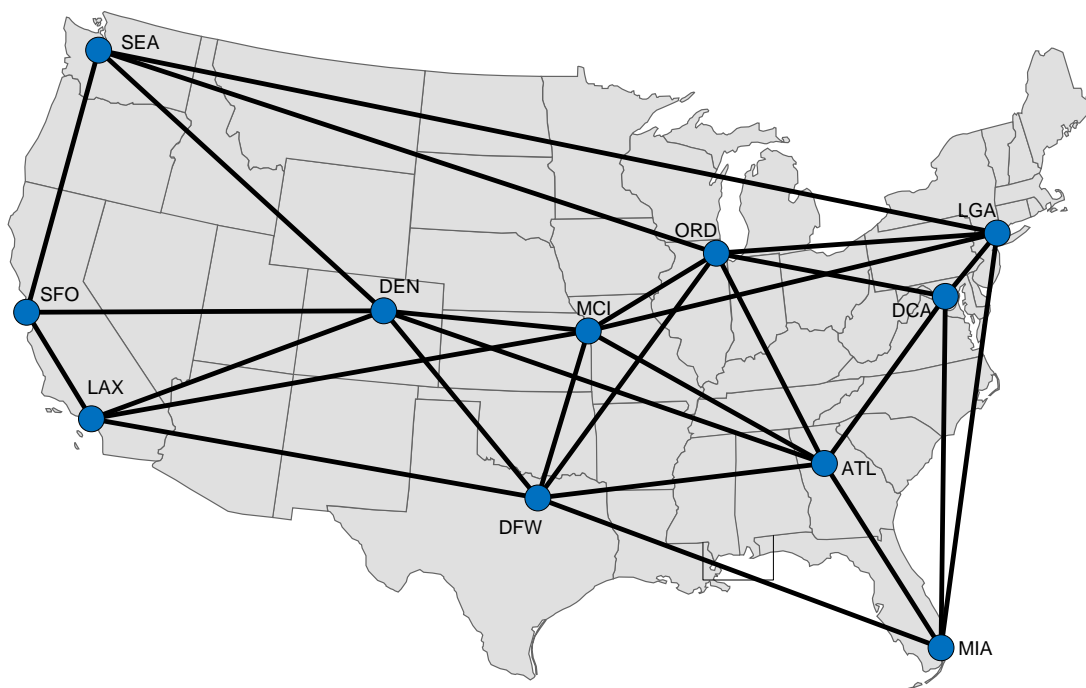 SEA
LGA
ORD
DEN
SFO
MCI
DCA
LAX
ATL
DFW
MIA